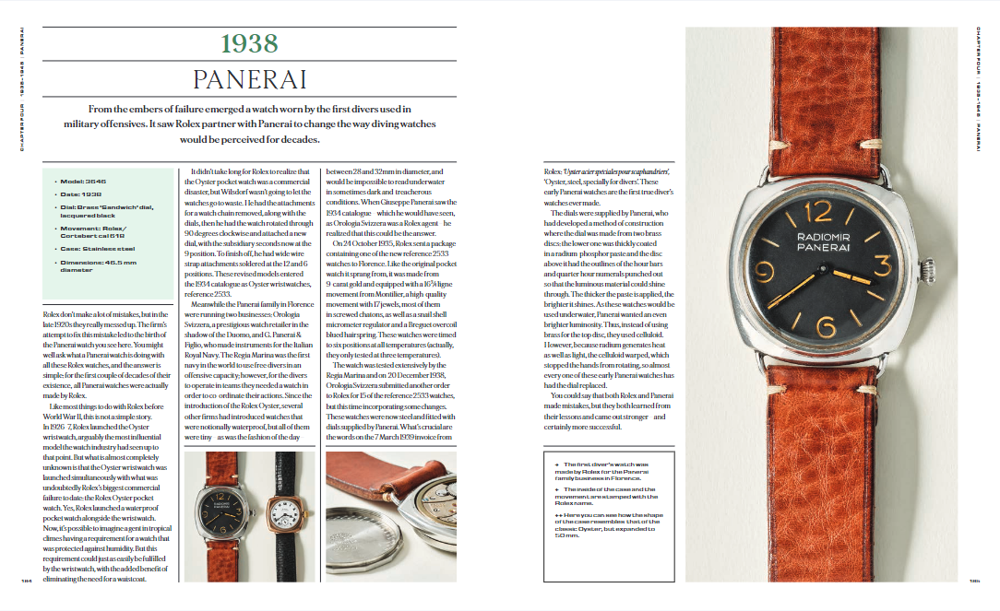 CHAPTER FOUR | 1935–1945 | PANERAI
1938
PANERAI
From the embers of failure emerged a watch worn by the first divers used in
military offensives. It saw Rolex partner with Panerai to change the way diving watches
would be perceived for decades.
• Model: 3646
• Date: 1938
• Dial: Brass 'Sandwich' dial,
lacquered black
• Movement: Rolex/
Cortebert cal 618
• Case: Stainless steel
• Dimensions: 46.5 mm
diameter
Rolex don't make a lot of mistakes, but in the
late 1920s they really messed up. The firm's
attempt to fix this mistake led to the birth of
the Panerai watch you see here. You might
well ask what a Panerai watch is doing with
all these Rolex watches, and the answer is
simple: for the first couple of decades of their
existence, all Panerai watches were actually
made by Rolex.
Like most things to do with Rolex before
World War II, this is not a simple story.
In 1926 7, Rolex launched the Oyster
wristwatch, arguably the most influential
model the watch industry had seen up to
that point. But what is almost completely
unknown is that the Oyster wristwatch was
launched simultaneously with what was
undoubtedly Rolex's biggest commercial
failure to date: the Rolex Oyster pocket
watch. Yes, Rolex launched a waterproof
pocket watch alongside the wristwatch.
Now, it's possible to imagine a gent in tropical
climes having a requirement for a watch that
was protected against humidity. But this
requirement could just as easily be fulfilled
by the wristwatch, with the added benefit of
eliminating the need for a waistcoat.
It didn't take long for Rolex to realize that
the Oyster pocket watch was a commercial
disaster, but Wilsdorf wasn't going to let the
watches go to waste. He had the attachments
for a watch chain removed, along with the
dials, then he had the watch rotated through
90 degrees clockwise and attached a new
dial, with the subsidiary seconds now at the
9 position. To finish off, he had wide wire
strap attachments soldered at the 12 and 6
positions. These revised models entered
the 1934 catalogue as Oyster wristwatches,
reference 2533.
Meanwhile the Panerai family in Florence
were running two businesses: Orologia
Svizzera, a prestigious watch retailer in the
shadow of the Duomo, and G. Panerai &
Figlio, who made instruments for the Italian
Royal Navy. The Regia Marina was the first
navy in the world to use free divers in an
offensive capacity; however, for the divers
to operate in teams they needed a watch in
order to co ordinate their actions. Since the
introduction of the Rolex Oyster, several
other firms had introduced watches that
were notionally waterproof, but all of them
were tiny as was the fashion of the day
between 28 and 32mm in diameter, and
would be impossible to read underwater
in sometimes dark and treacherous
conditions. When Giuseppe Panerai saw the
1934 catalogue which he would have seen,
as Orologia Svizzera was a Rolex agent he
realized that this could be the answer.
On 24 October 1935, Rolex sent a package
containing one of the new reference 2533
watches to Florence. Like the original pocket
watch it sprang from, it was made from
9 carat gold and equipped with a 16¾ ligne
movement from Montilier, a high quality
movement with 17 jewels, most of them
in screwed chatons, as well as a snail shell
micrometer regulator and a Breguet overcoil
blued hairspring. These watches were timed
to six positions at all temperatures (actually,
they only tested at three temperatures).
The watch was tested extensively by the
Regia Marina and on 20 December 1938,
Orologia Svizzera submitted another order
to Rolex for 15 of the reference 2533 watches,
but this time incorporating some changes.
These watches were now steel and fitted with
dials supplied by Panerai. What's crucial are
the words on the 7 March 1939 invoice from
184
Rolex: 'Uyster acier spéciales pour scaphandriers',
'Oyster, steel, specially for divers'. These
early Panerai watches are the first true diver's
watches ever made.
The dials were supplied by Panerai, who
had developed a method of construction
where the dial was made from two brass
discs: the lower one was thickly coated
in a radium phosphor paste and the disc
above it had the outlines of the hour bars
and quarter hour numerals punched out
so that the luminous material could shine
through. The thicker the paste is applied, the
brighter it shines. As these watches would be
used underwater, Panerai wanted an even
brighter luminosity. Thus, instead of using
brass for the top disc, they used celluloid.
However, because radium generates heat
as well as light, the celluloid warped, which
stopped the hands from rotating, so almost
every one of these early Panerai watches has
had the dial replaced.
You could say that both Rolex and Panerai
made mistakes, but they both learned from
their lessons and came out stronger and
certainly more successful.
+ The first diver's watch was
made by Rolex for the Panerai
family business in Florence.
+ The inside of the case and the
movement are stamped with the
Rolex name.
++ Here you can see how the shape
of the case resembles that of the
classic Oyster, but expanded to
50 mm.
12
RADIOMIR
PANERAI
9
3
6
CHAPTER FOUR | 1935–1945 | PANERAI
185